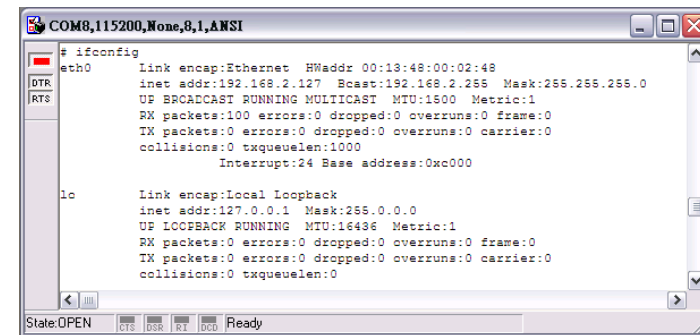 COM8,115200,None,8,1,ANSI
# ifconfig
eth0 Link encap:Ethernet HWaddr 00:13:48:00:02:48
inet addr:192.168.2.127 Bcast:192.168.2.255 Mask:255.255.255.0
UP BROADCAST RUNNING MULTICAST MTU:1500 Metric:1
RX packets:100 errors:0 dropped:0 overruns:0 frame:0
TX packets:0 errors:0 dropped:0 overruns:0 carrier:0
collisions:0 txqueuelen:1000
Interrupt:24 Base address:0xc000
lo Link encap:Local Loopback
inet addr:127.0.0.1 Mask:255.0.0.0
UP LOOPBACK RUNNING MTU:16436 Metric:1
RX packets:0 errors:0 dropped:0 overruns:0 frame:0
TX packets:0 errors:0 dropped:0 overruns:0 carrier:0
collisions:0 txqueuelen:0
DTR
RTS
State:OPEN CTS DSR RI DCD Ready